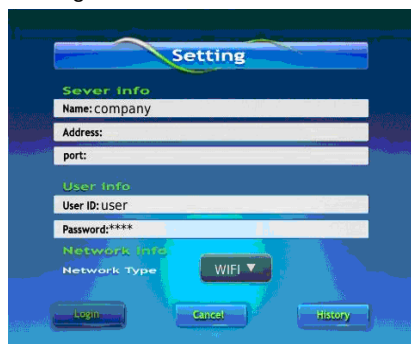 Setting
Sever info
Name: company
Address:
port:
User info
User ID: user
Password:****
Network info
Network Type WIFI ▼
Login Cancel History